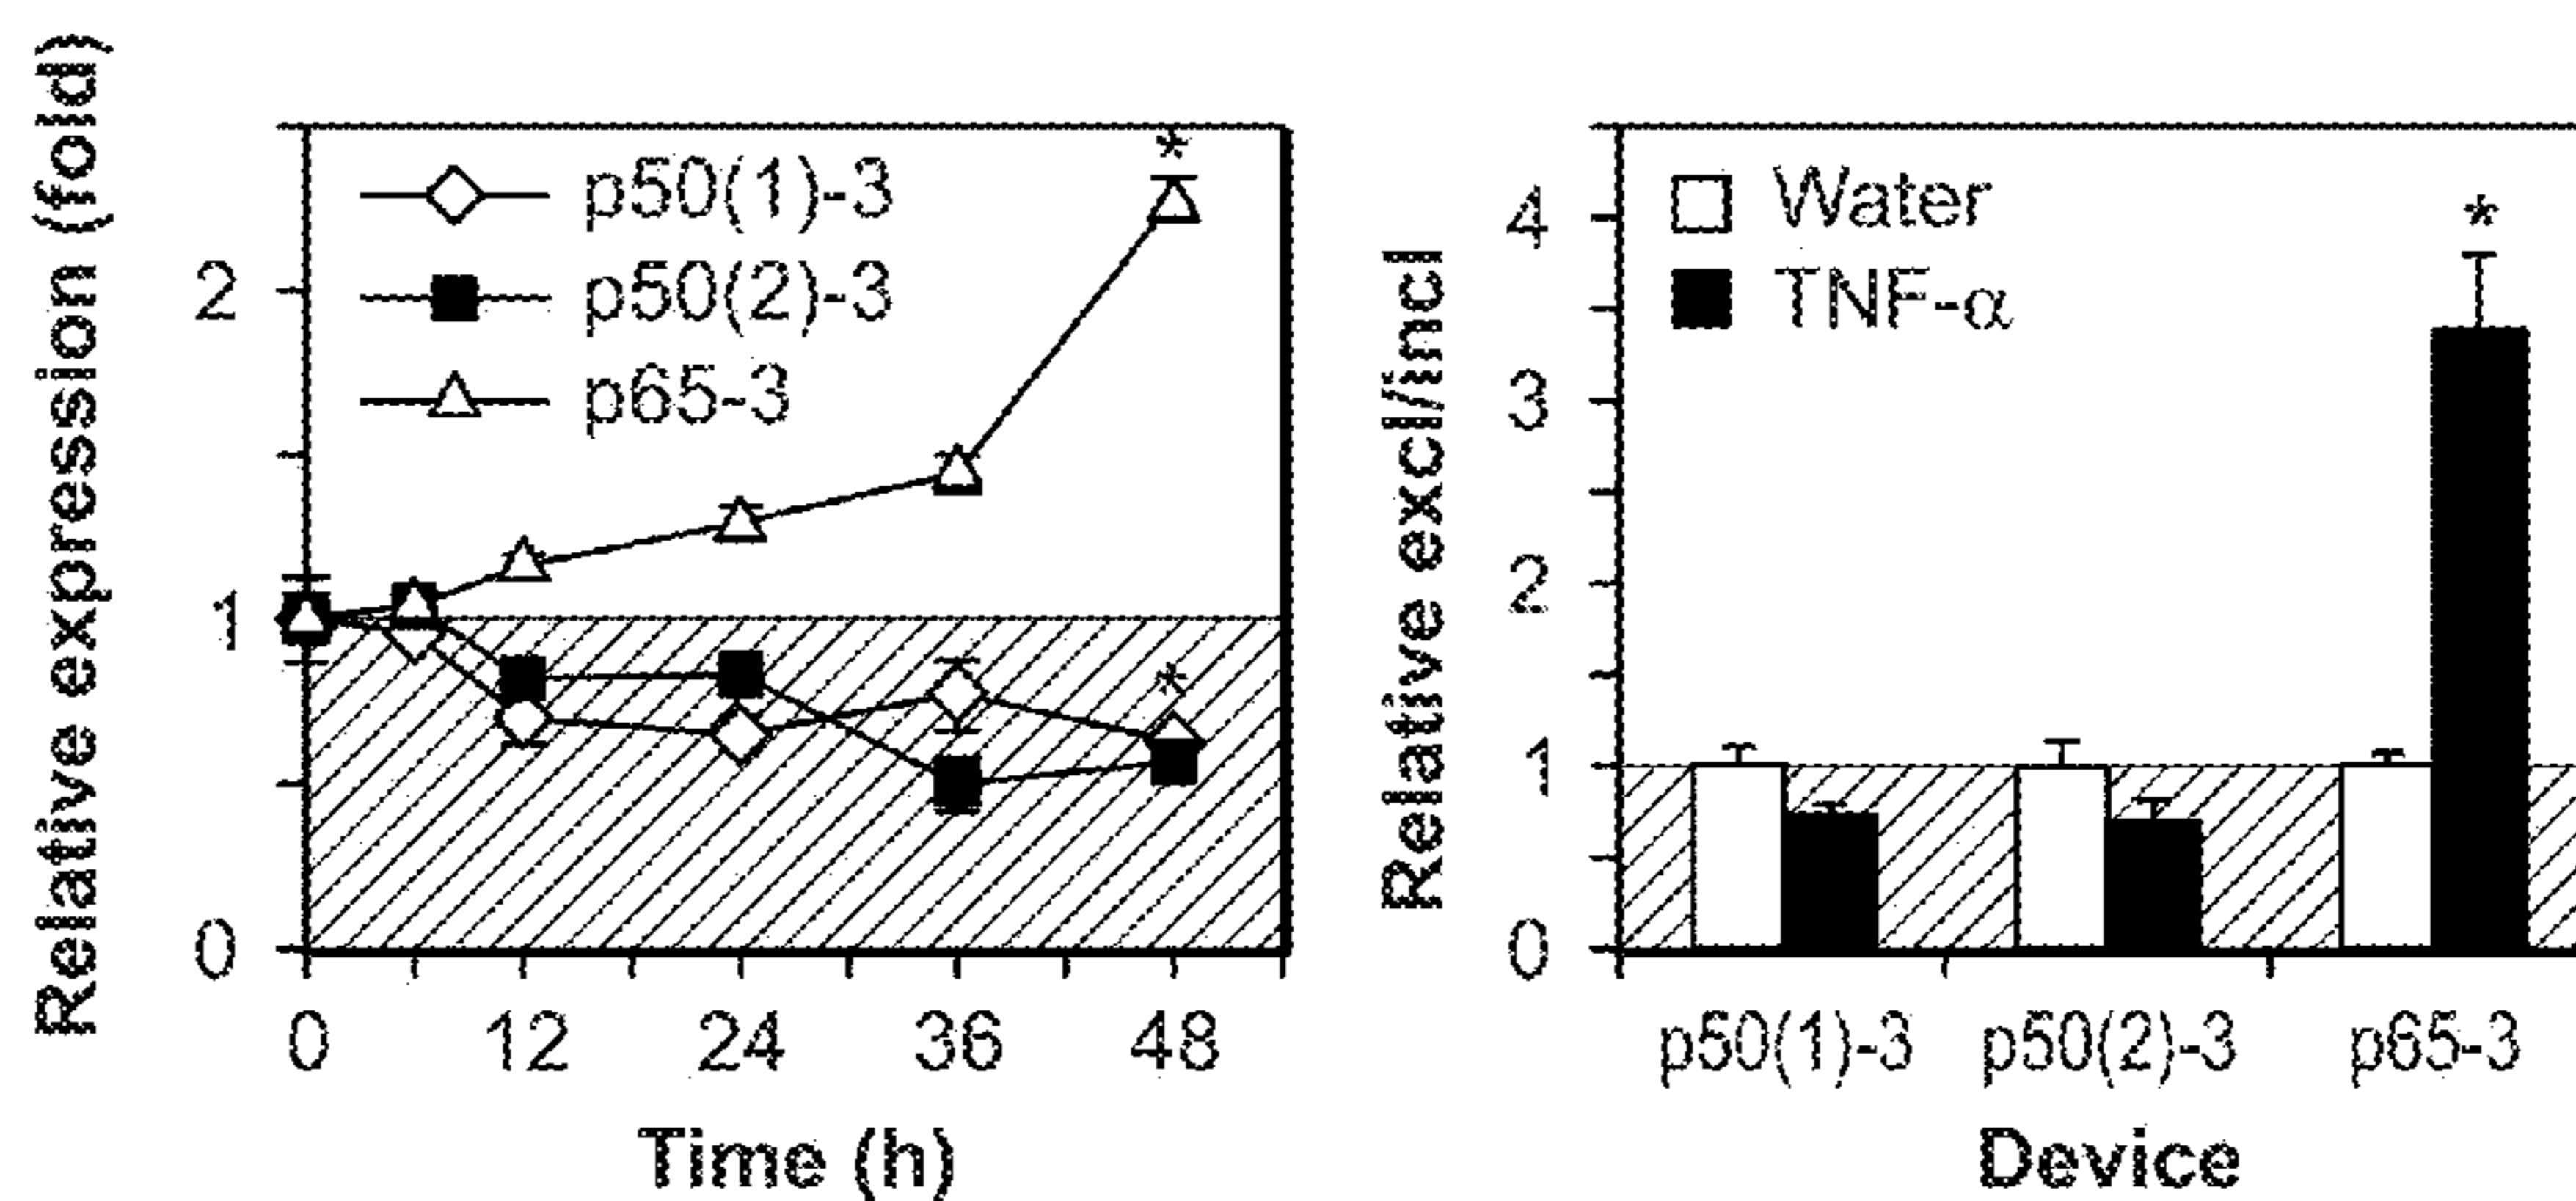 Relative expression (fold)
2
1
0
p50(1)-3
p50(2)-3
p65-3
*
*
0 12 24 36 48
Time (h)
Relative excl/incl
4
3
2
1
0
Water
TNF-α
*
p50(1)-3 p50(2)-3 p65-3
Device